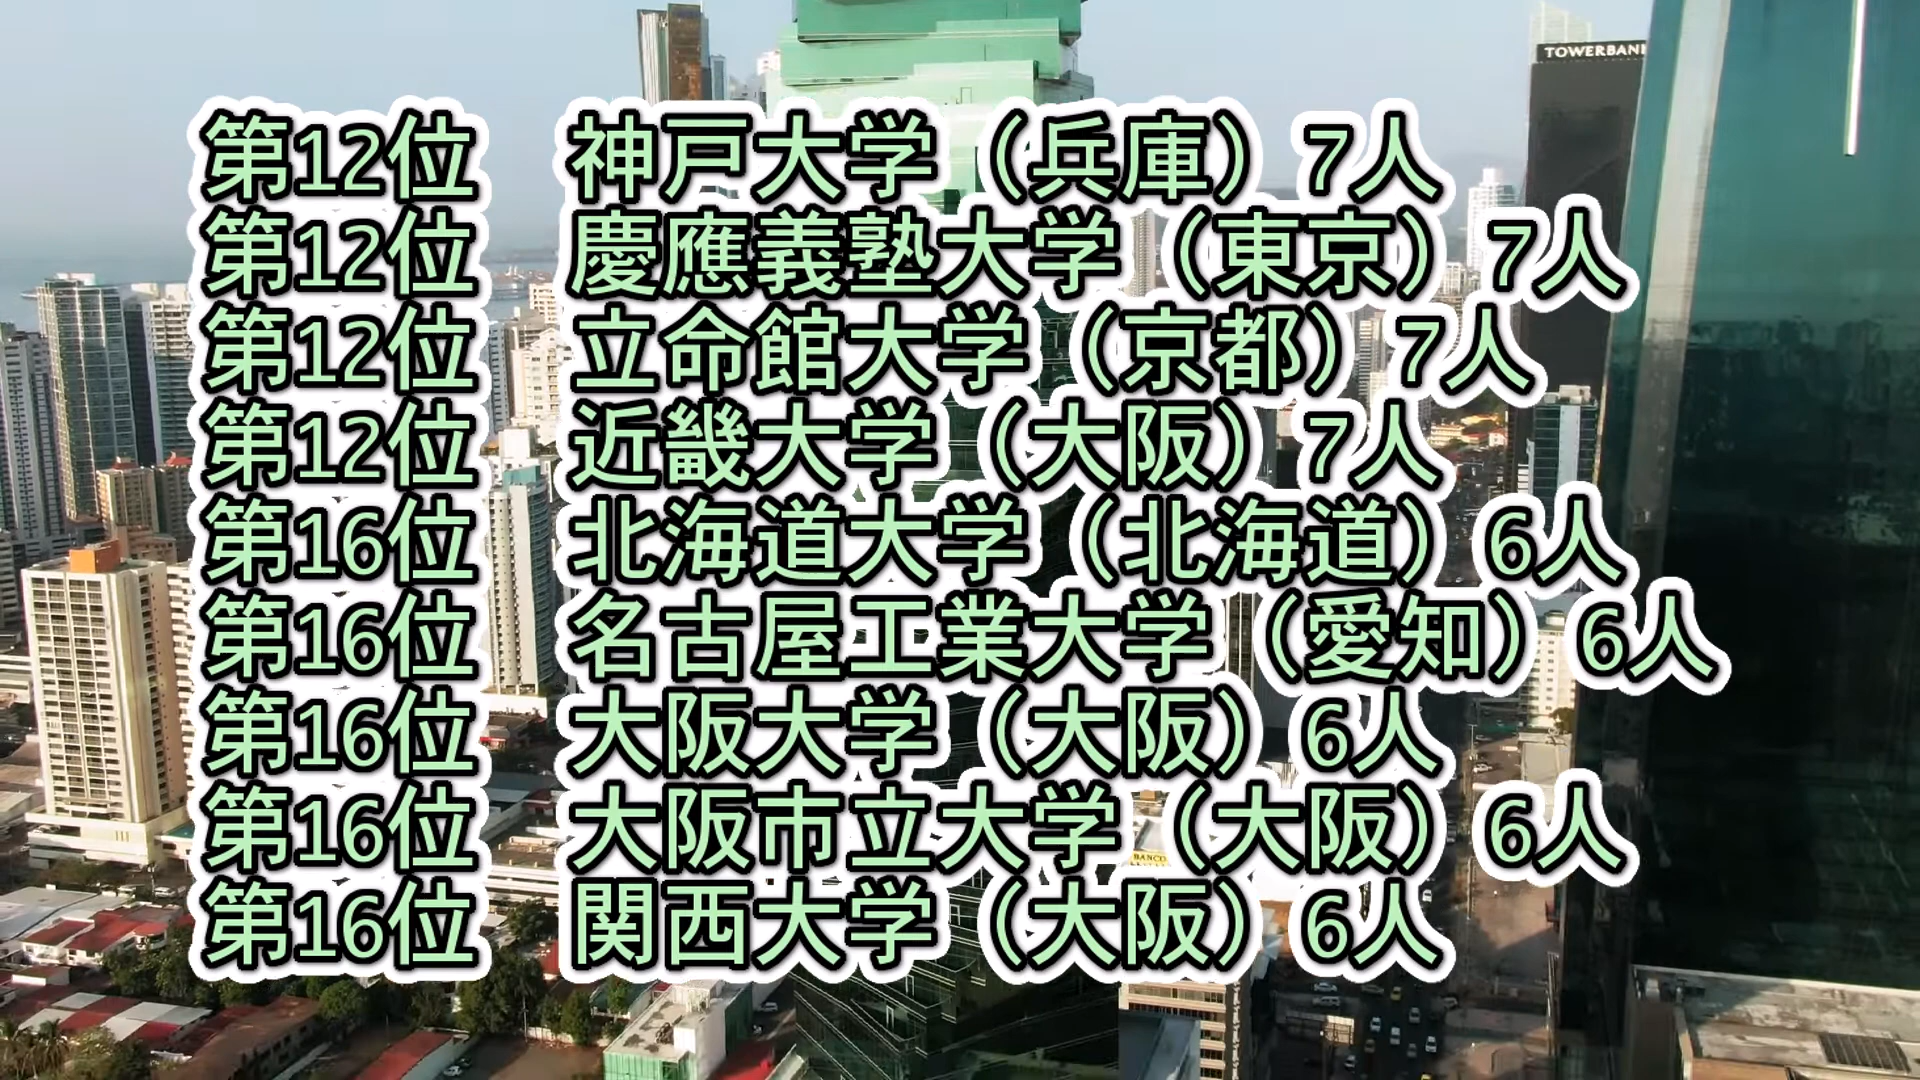 TOWERBANK
第12位　神戸大学（兵庫）7人
第12位　慶應義塾大学（東京）7人
第12位　立命館大学（京都）7人
第12位　近畿大学（大阪）7人
第16位　北海道大学（北海道）6人
第16位　名古屋工業大学（愛知）6人
第16位　大阪大学（大阪）6人
第16位　大阪市立大学（大阪）6人
BANCO
第16位　関西大学（大阪）6人